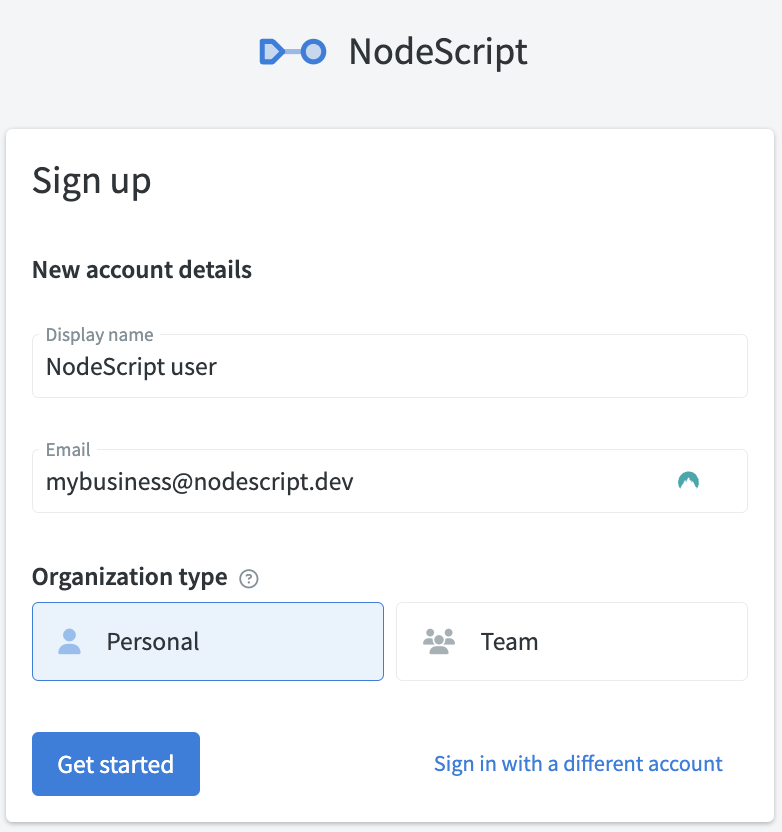 NodeScript
Sign up
New account details
Display name
NodeScript user
Email
mybusiness@nodescript.dev
Organization type ?
Personal
Team
Get started
Sign in with a different account